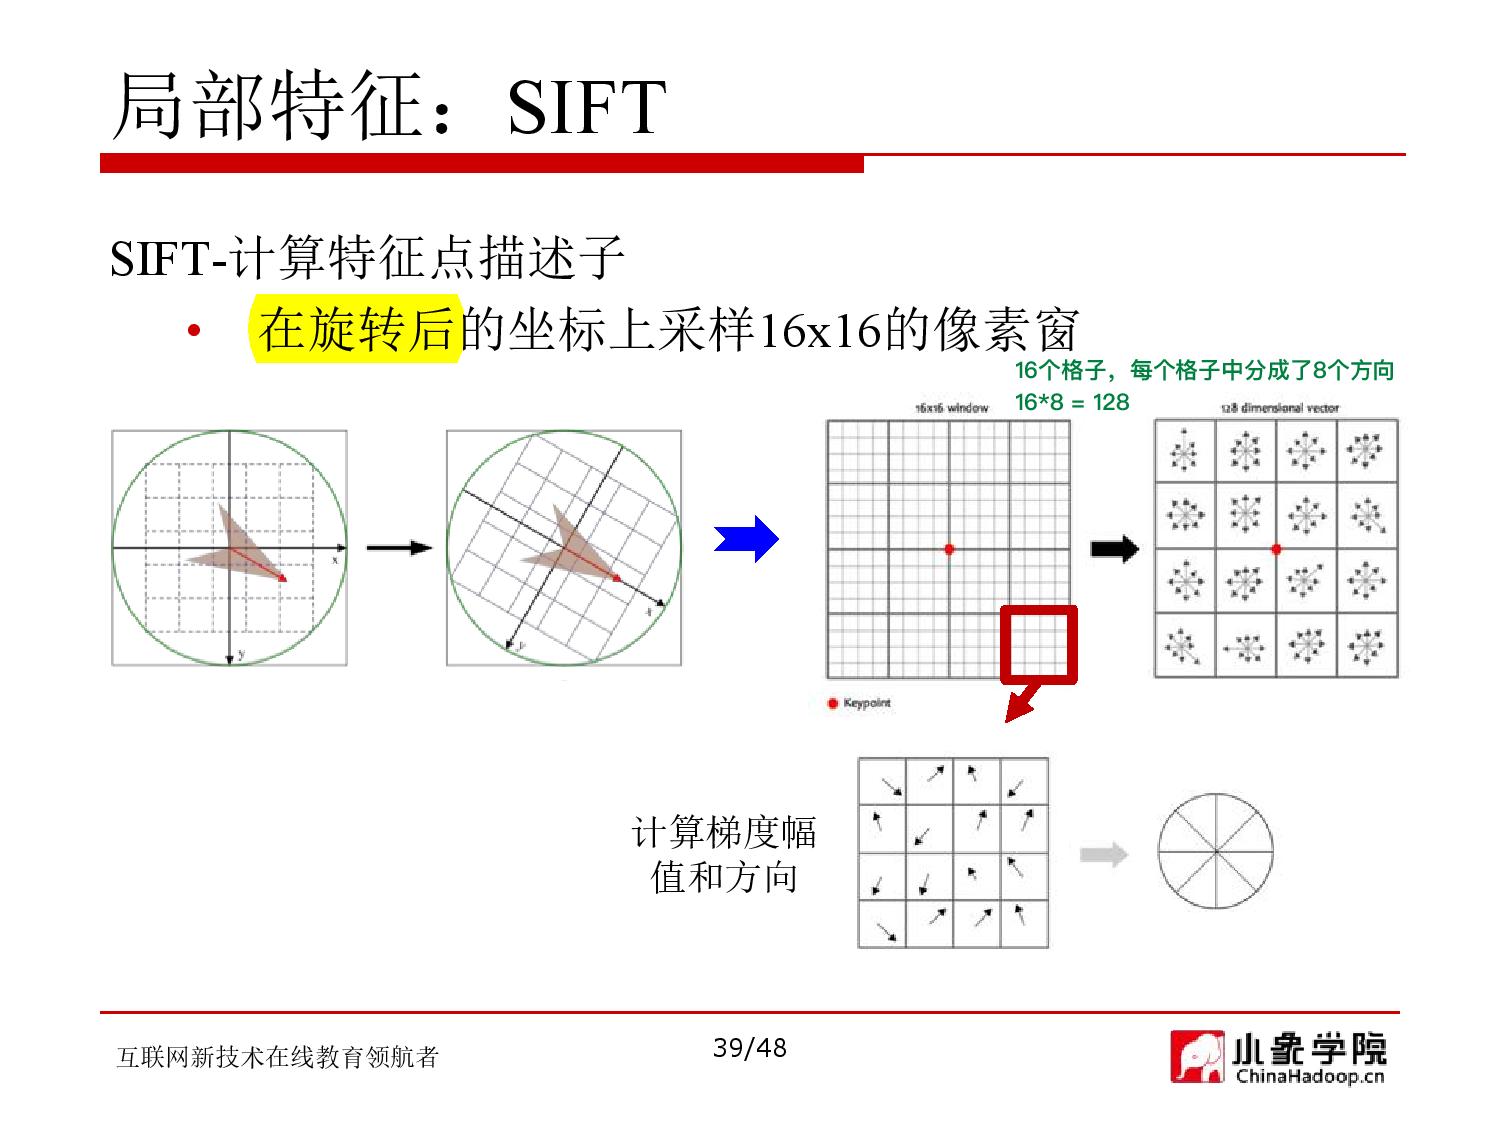 局部特征：SIFT
SIFT-计算特征点描述子
• 在旋转后的坐标上采样16x16的像素窗
16个格子，每个格子中分成了8个方向
16*8 = 128
16x16 window
128 dimensional vector
x
y
x
y
Keypoint
计算梯度幅
值和方向
互联网新技术在线教育领航者
39/48
小象学院
ChinaHadoop.cn